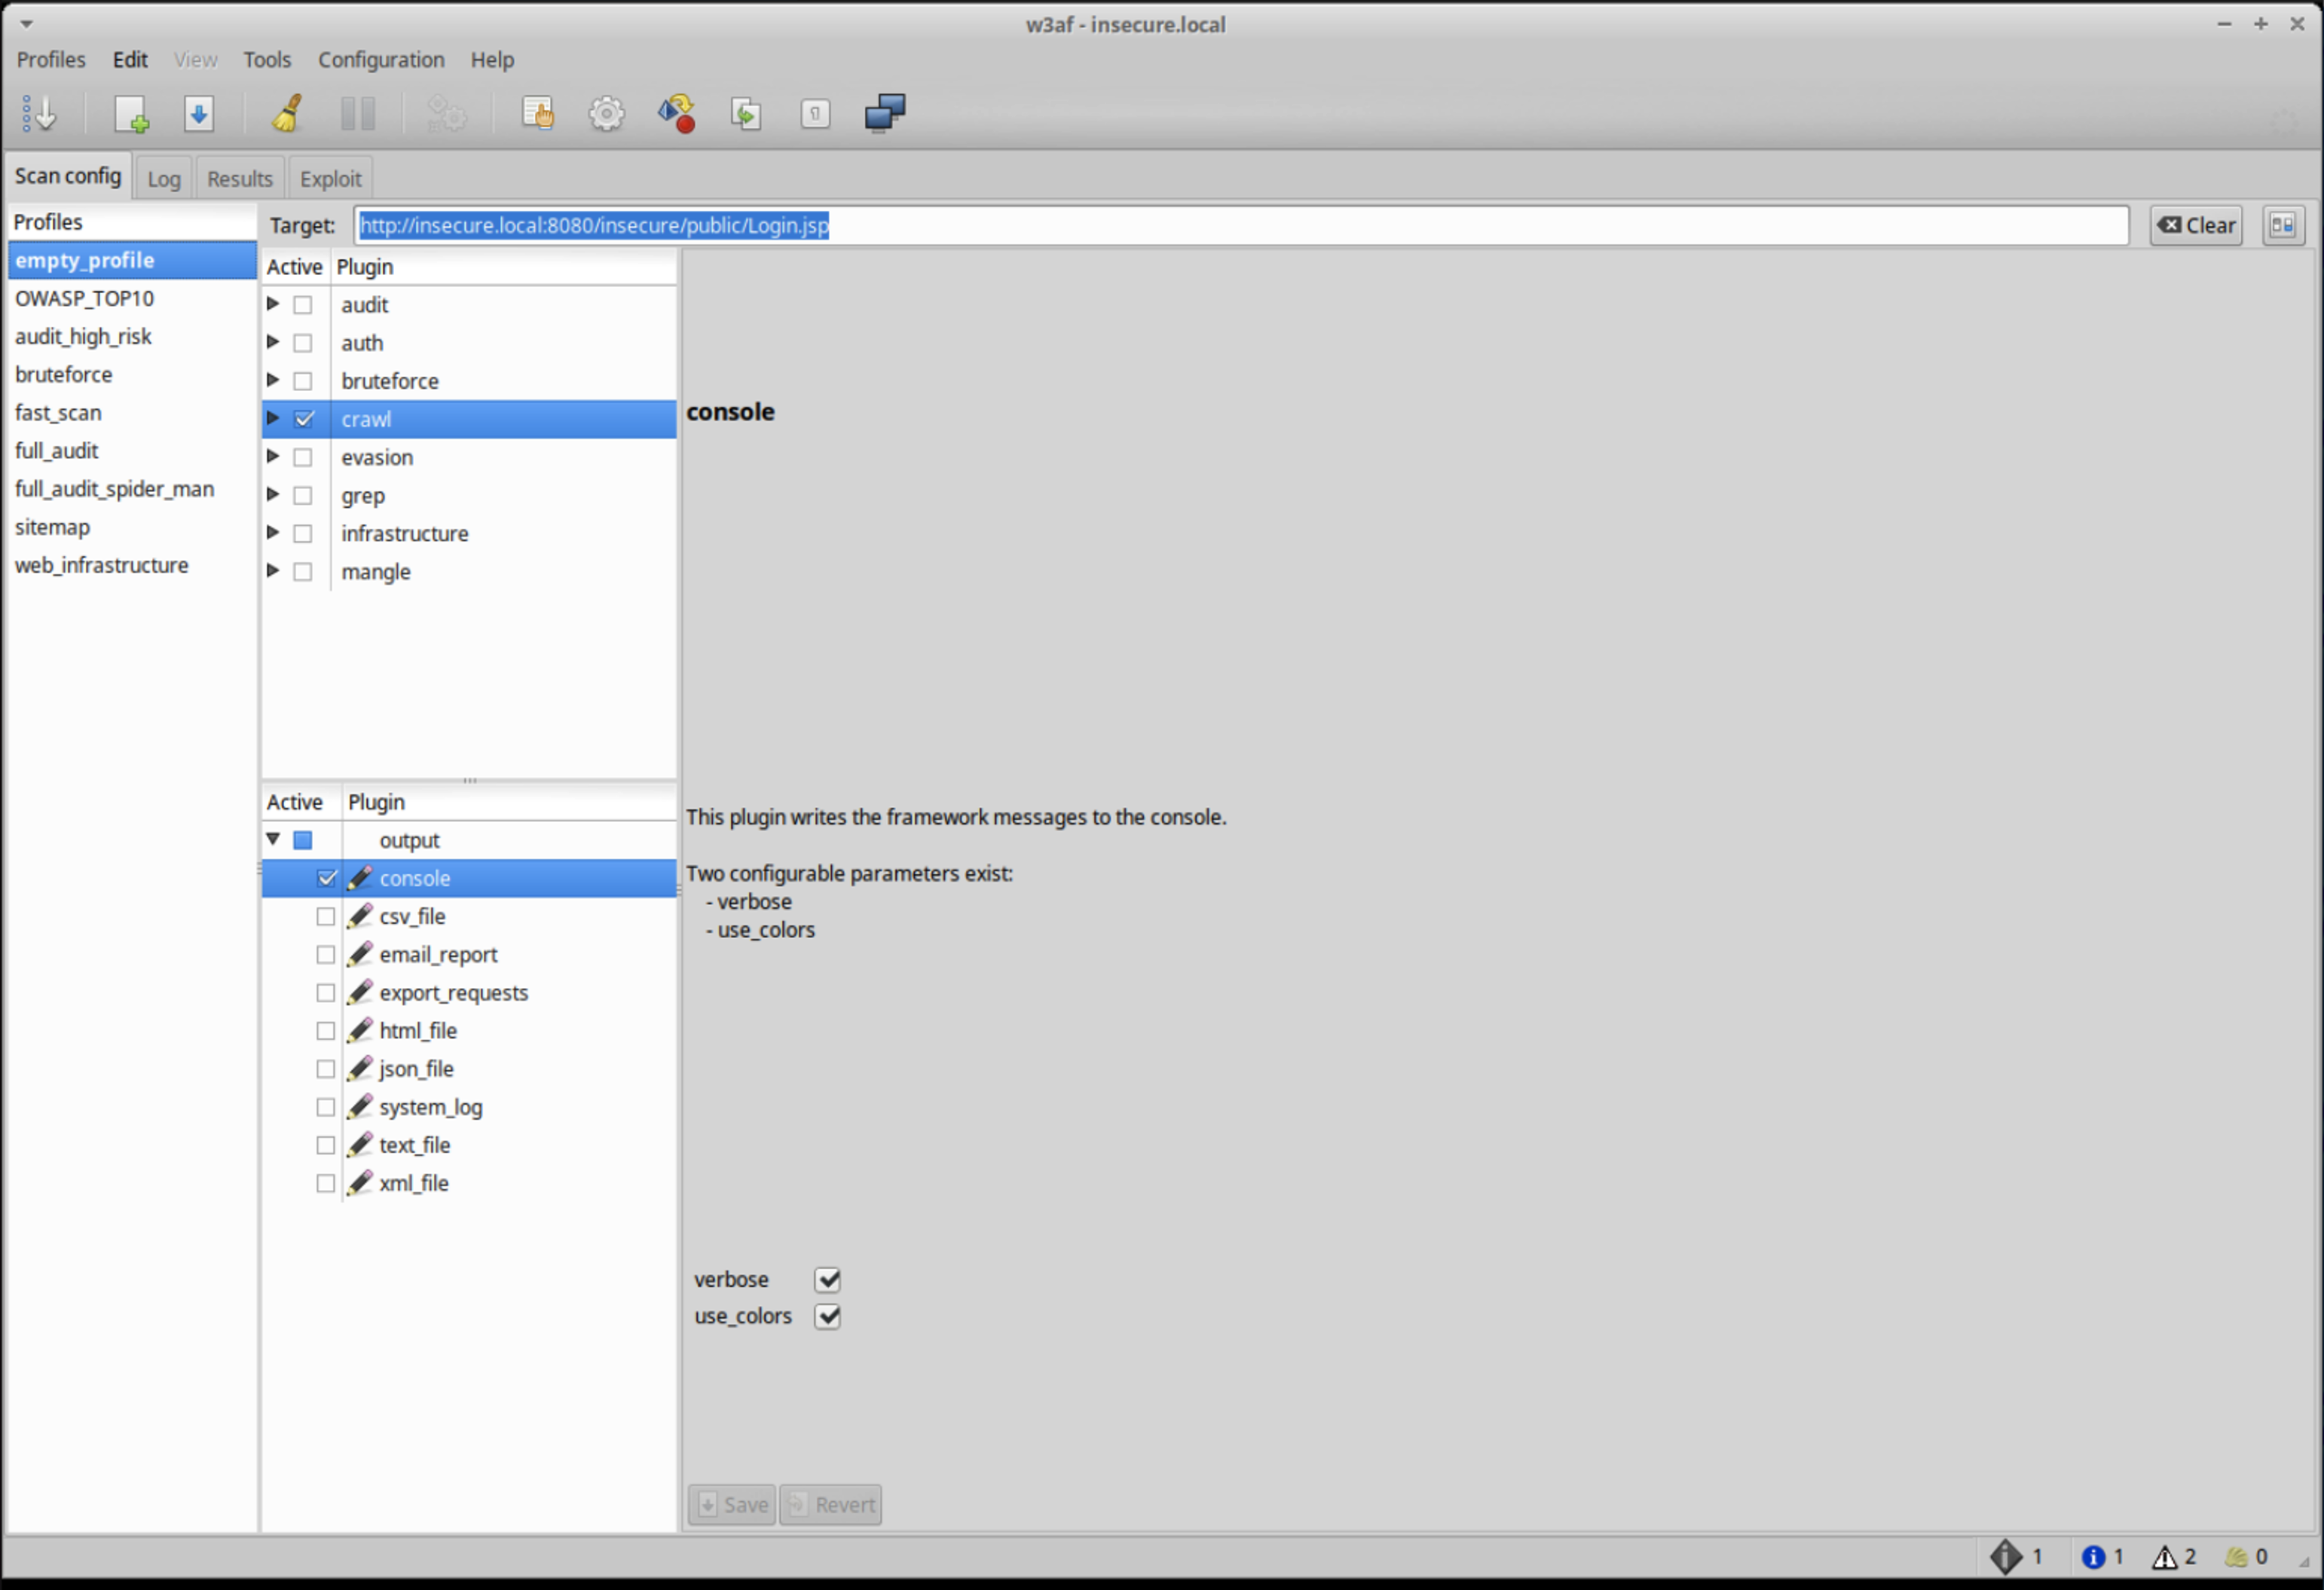 w3af - insecure.local
Profiles Edit View Tools Configuration Help
Scan config Log Results Exploit
Profiles
empty_profile
OWASP_TOP10
audit_high_risk
bruteforce
fast_scan
full_audit
full_audit_spider_man
sitemap
web_infrastructure
Target: http://insecure.local:8080/insecure/public/Login.jsp Clear
Active Plugin
audit
auth
bruteforce
crawl
evasion
grep
infrastructure
mangle
Active Plugin
output
console
csv_file
email_report
export_requests
html_file
json_file
system_log
text_file
xml_file
console
This plugin writes the framework messages to the console.
Two configurable parameters exist:
- verbose
- use_colors
verbose
use_colors
Save Revert
1 1 2 0